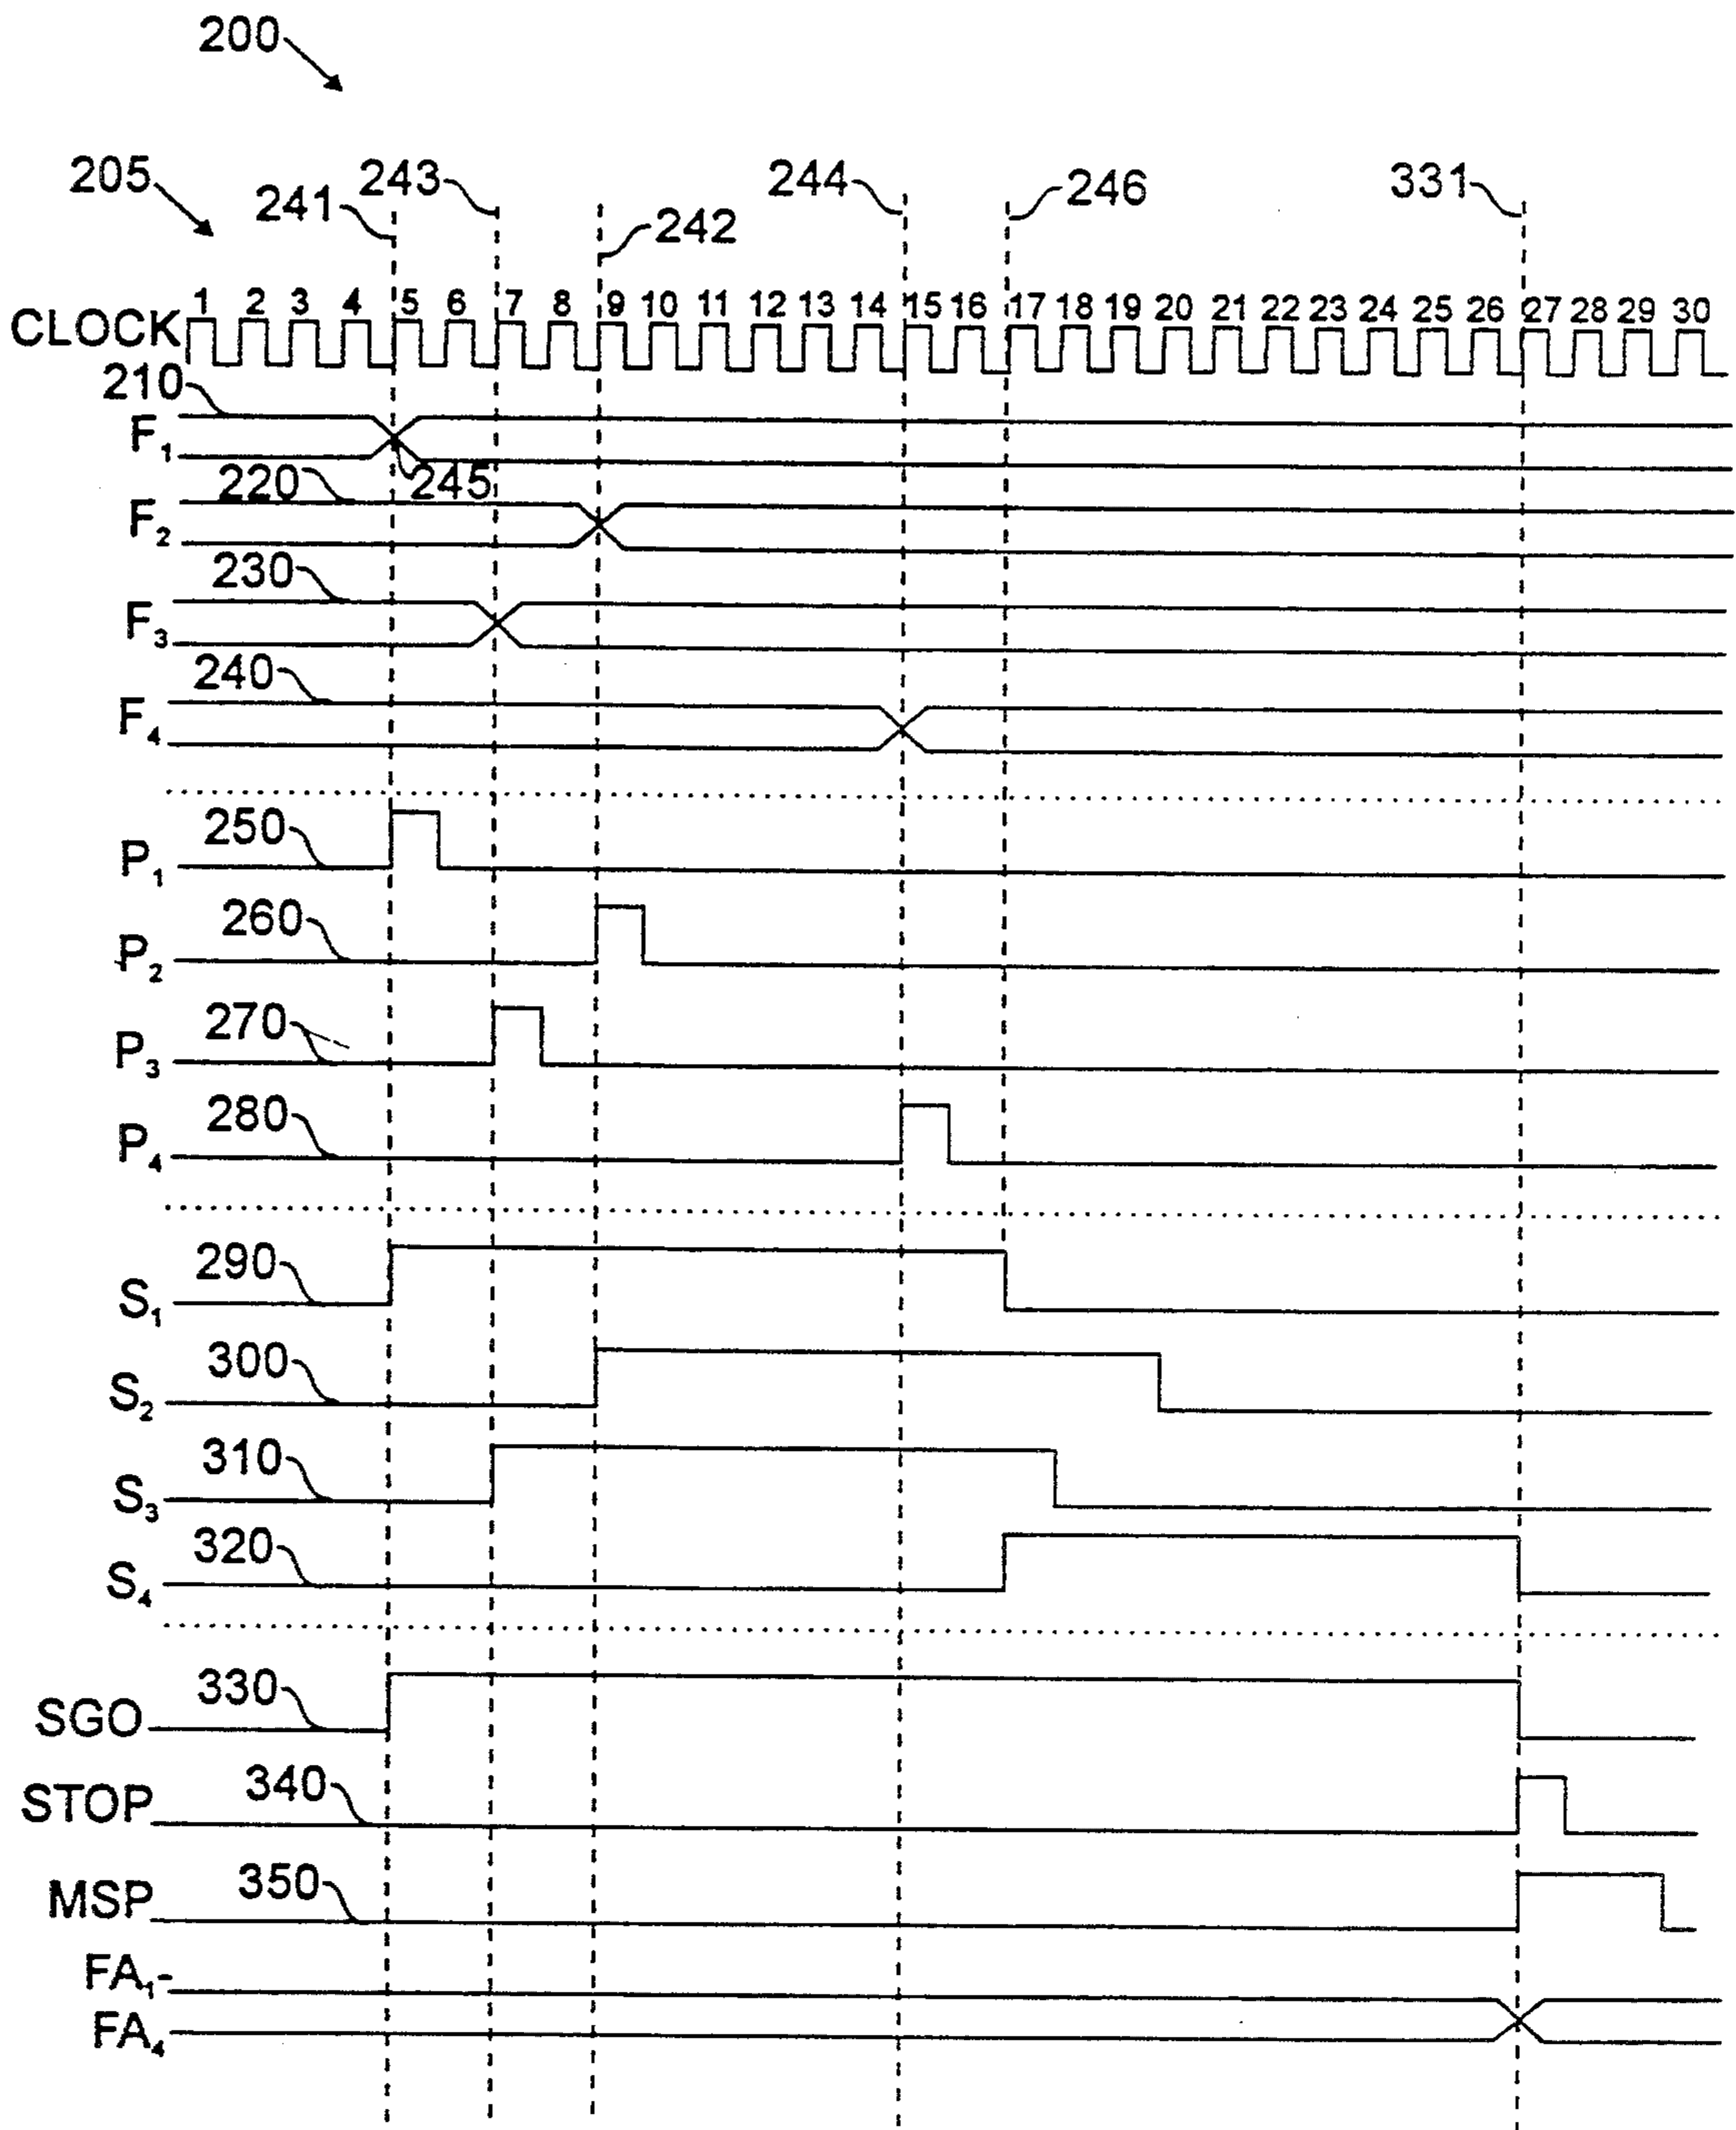 200
205
241
243
242
244
246
331
1 2 3 4 5 6 7 8 9 10 11 12 13 14 15 16 17 18 19 20 21 22 23 24 25 26 27 28 29 30
CLOCK
210
F₁
245
220
F₂
230
F₃
240
F₄
250
P₁
260
P₂
270
P₃
280
P₄
290
S₁
300
S₂
310
S₃
320
S₄
330
SGO
340
STOP
350
MSP
FA₁-
FA₄